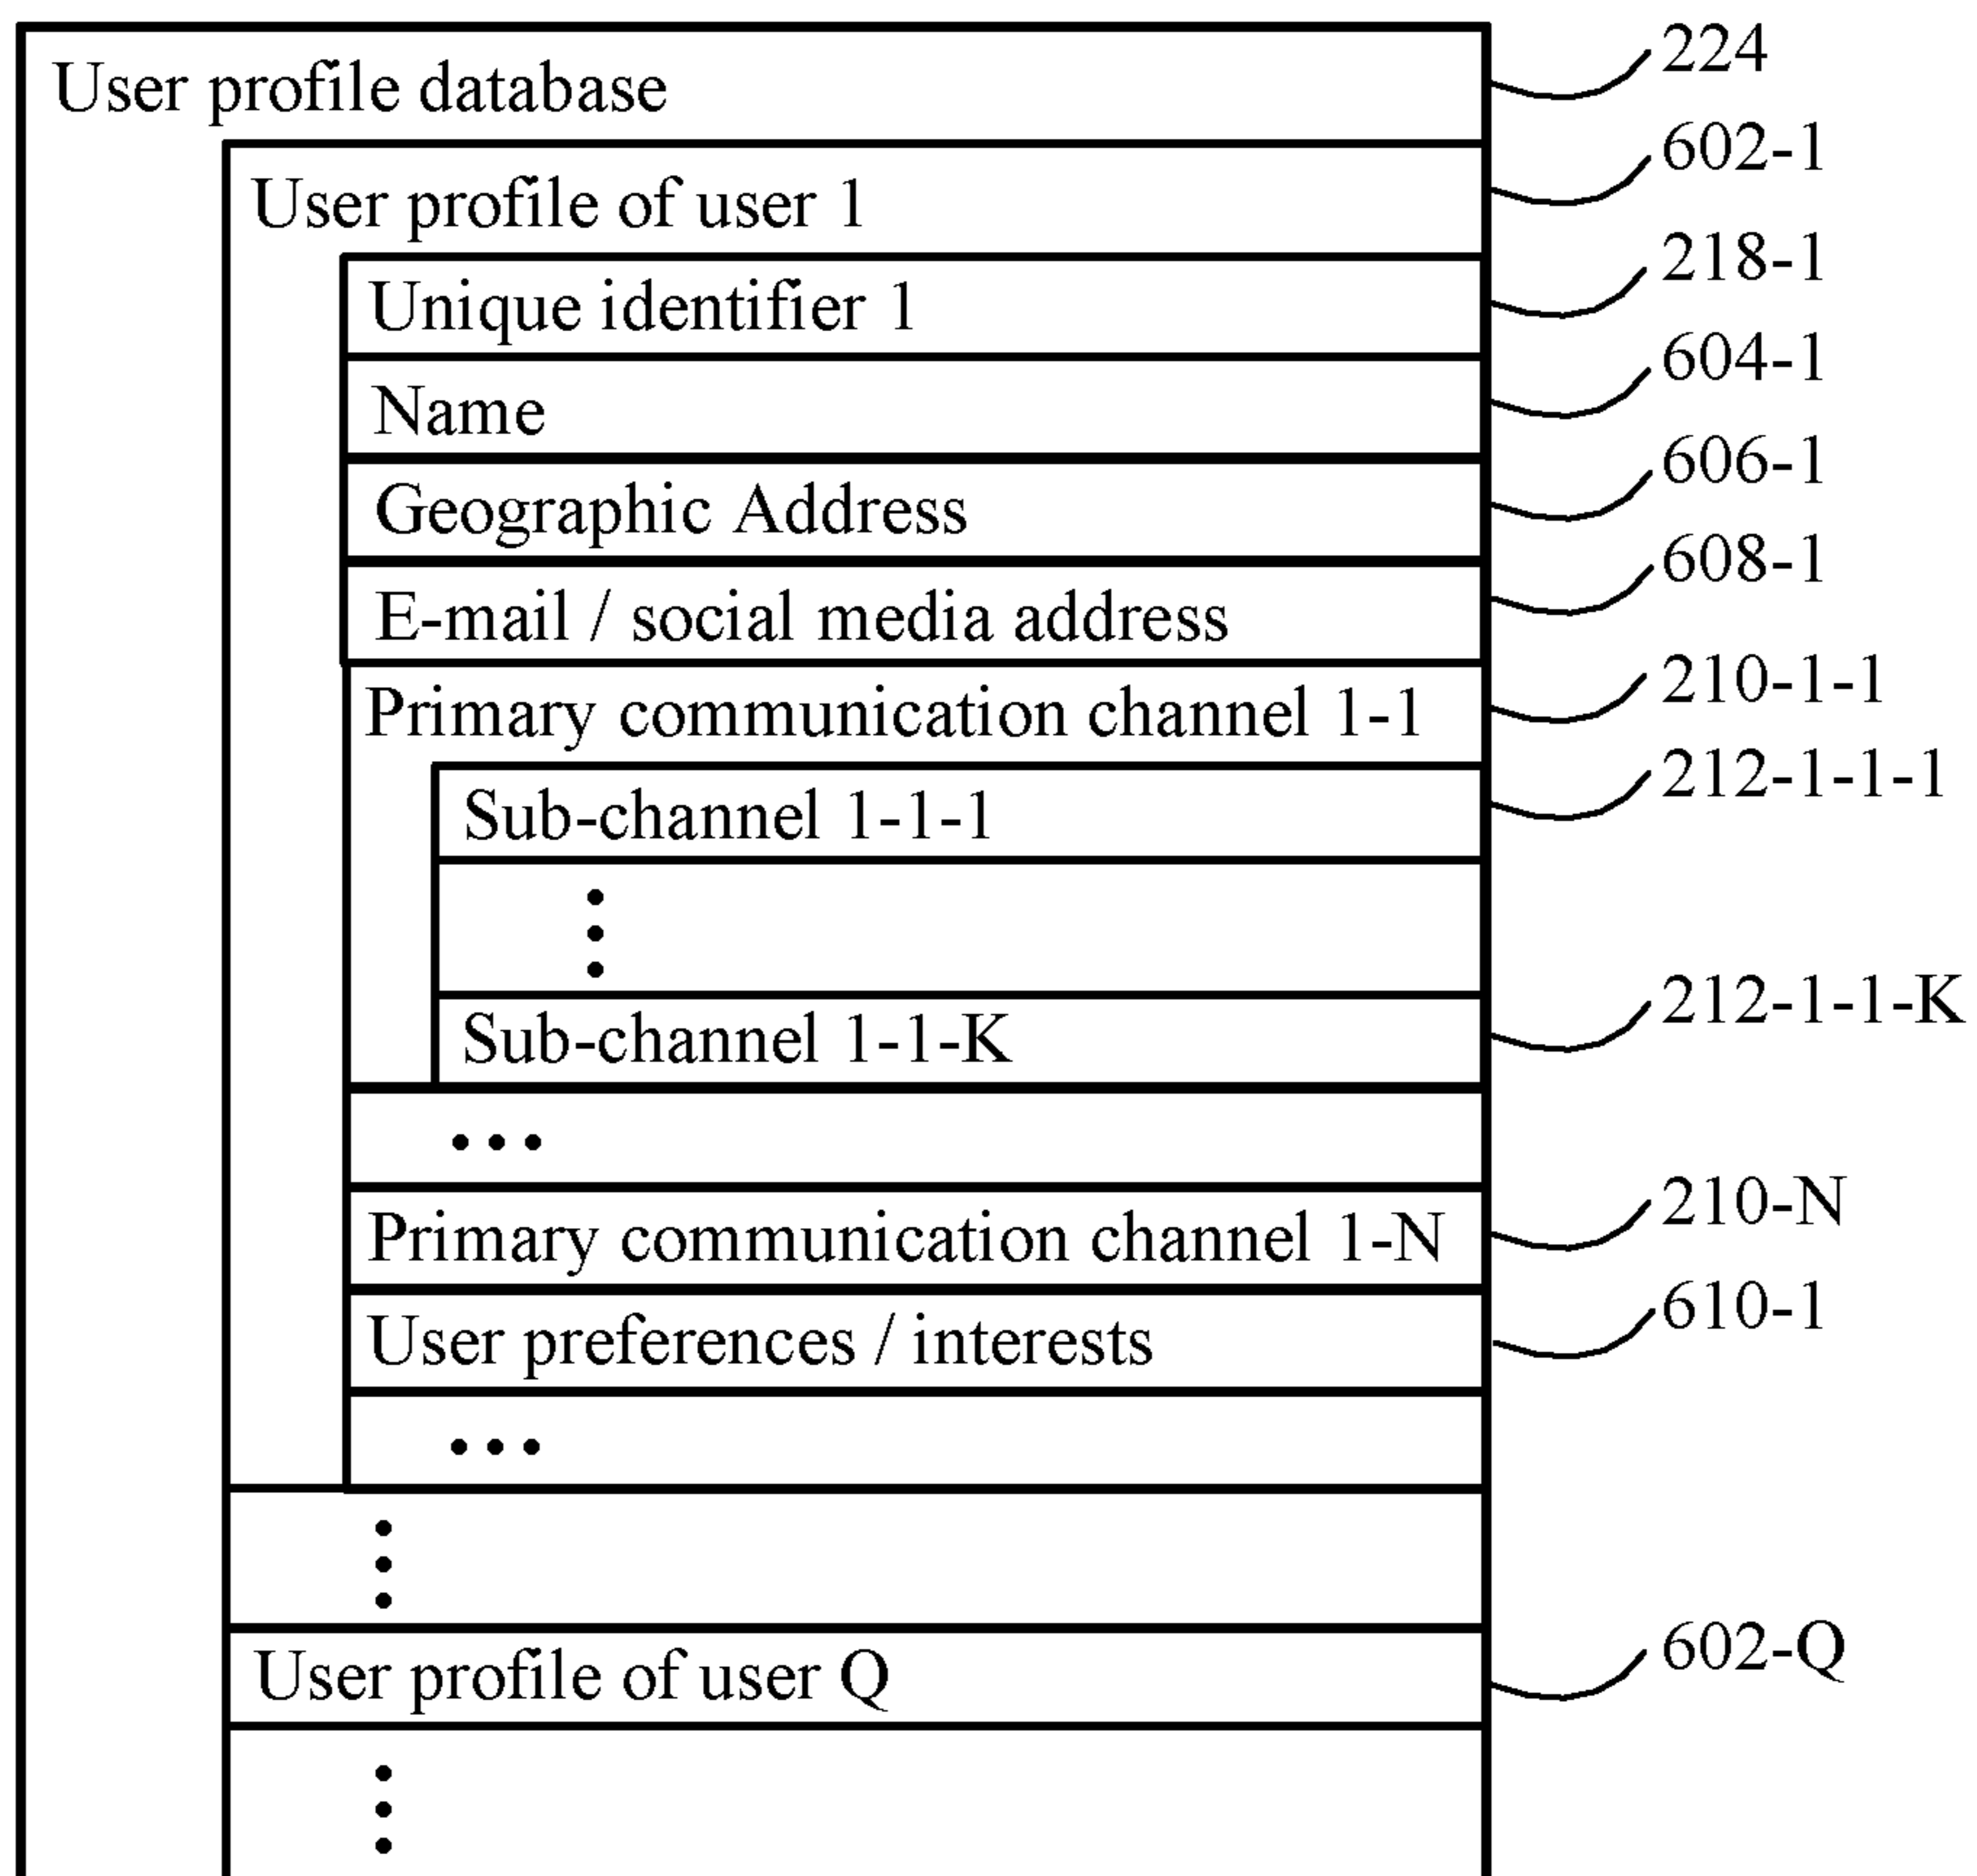 User profile database 224
User profile of user 1 602-1
Unique identifier 1 218-1
Name 604-1
Geographic Address 606-1
E-mail / social media address 608-1
Primary communication channel 1-1 210-1-1
Sub-channel 1-1-1 212-1-1-1
Sub-channel 1-1-K 212-1-1-K
Primary communication channel 1-N 210-N
User preferences / interests 610-1
User profile of user Q 602-Q